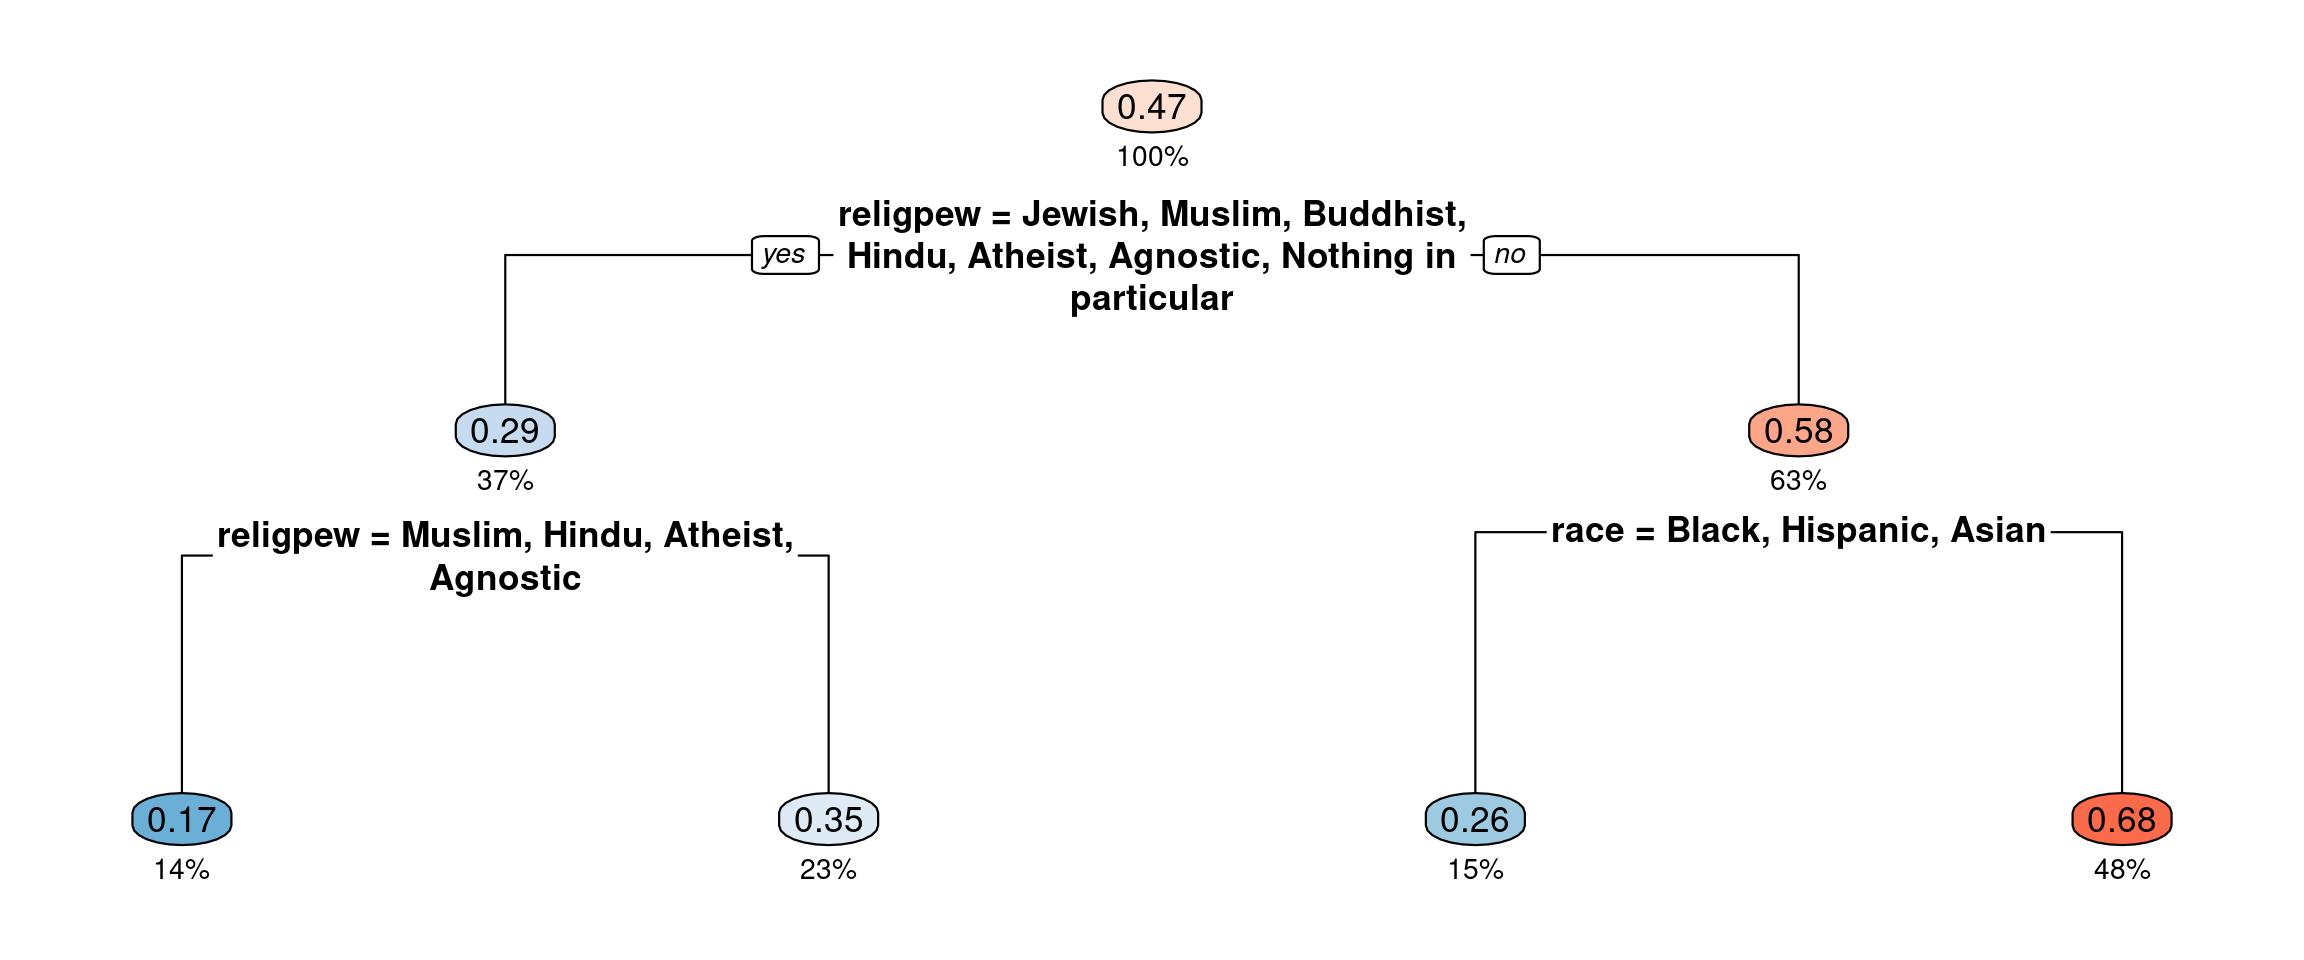 0.47
100%
religpew = Jewish, Muslim, Buddhist,
yes Hindu, Atheist, Agnostic, Nothing in no
particular
0.29 0.58
37% 63%
religpew = Muslim, Hindu, Atheist,
Agnostic
race = Black, Hispanic, Asian
0.17 0.35 0.26 0.68
14% 23% 15% 48%